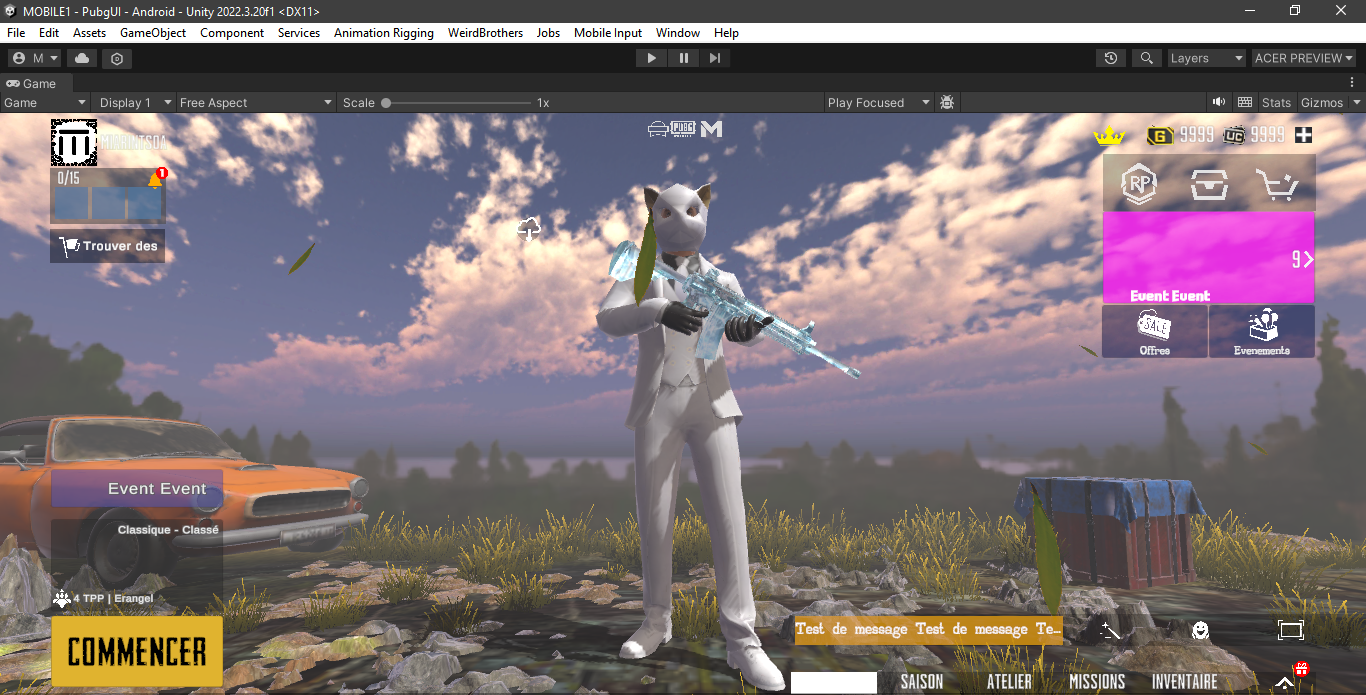 MOBILE1 - PubgUI - Android - Unity 2022.3.20f1 <DX11>
File Edit Assets GameObject Component Services Animation Rigging WeirdBrothers Jobs Mobile Input Window Help
M Layers ACER PREVIEW
Game
Game Display 1 Free Aspect Scale 1x Play Focused Stats Gizmos
PUBG MOBILE
G 9999 UC 9999
0/15 1
RP
Trouver des
9
Event Event
SALE
Offres Evenements
Event Event
Classique - Classé
4 TPP | Erangel
COMMENCER
Test de message Test de message Te...
SAISON ATELIER MISSIONS INVENTAIRE